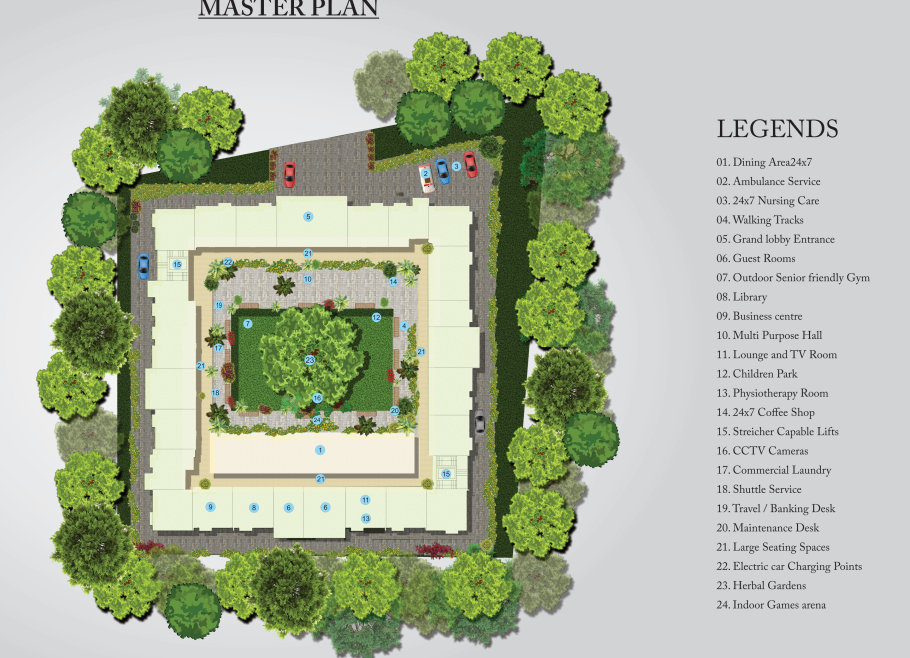 MASTER PLAN
2
3
5
15
21
22
10
14
19
7
12
4
17
21
21
23
18
16
20
24
1
15
21
9
8
6
6
11
13
LEGENDS
01. Dining Area24x7
02. Ambulance Service
03. 24x7 Nursing Care
04. Walking Tracks
05. Grand lobby Entrance
06. Guest Rooms
07. Outdoor Senior friendly Gym
08. Library
09. Business centre
10. Multi Purpose Hall
11. Lounge and TV Room
12. Children Park
13. Physiotherapy Room
14. 24x7 Coffee Shop
15. Streicher Capable Lifts
16. CCTV Cameras
17. Commercial Laundry
18. Shuttle Service
19. Travel / Banking Desk
20. Maintenance Desk
21. Large Seating Spaces
22. Electric car Charging Points
23. Herbal Gardens
24. Indoor Games arena